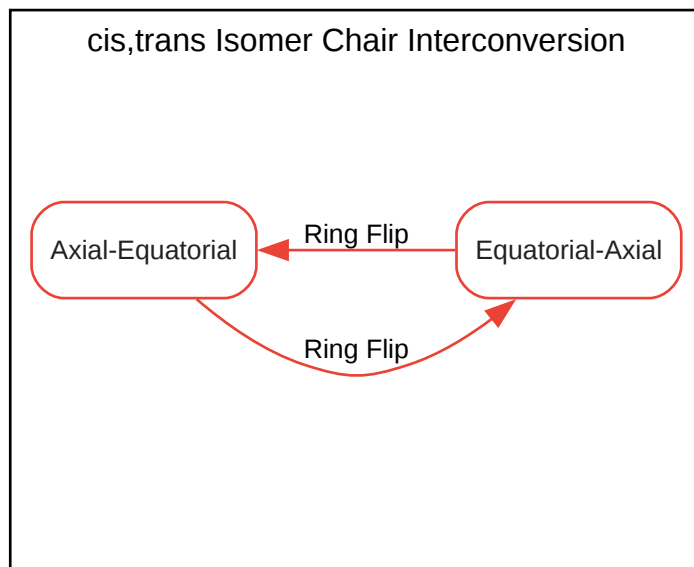 cis,trans Isomer Chair Interconversion
Ring Flip
Axial-Equatorial
Equatorial-Axial
Ring Flip